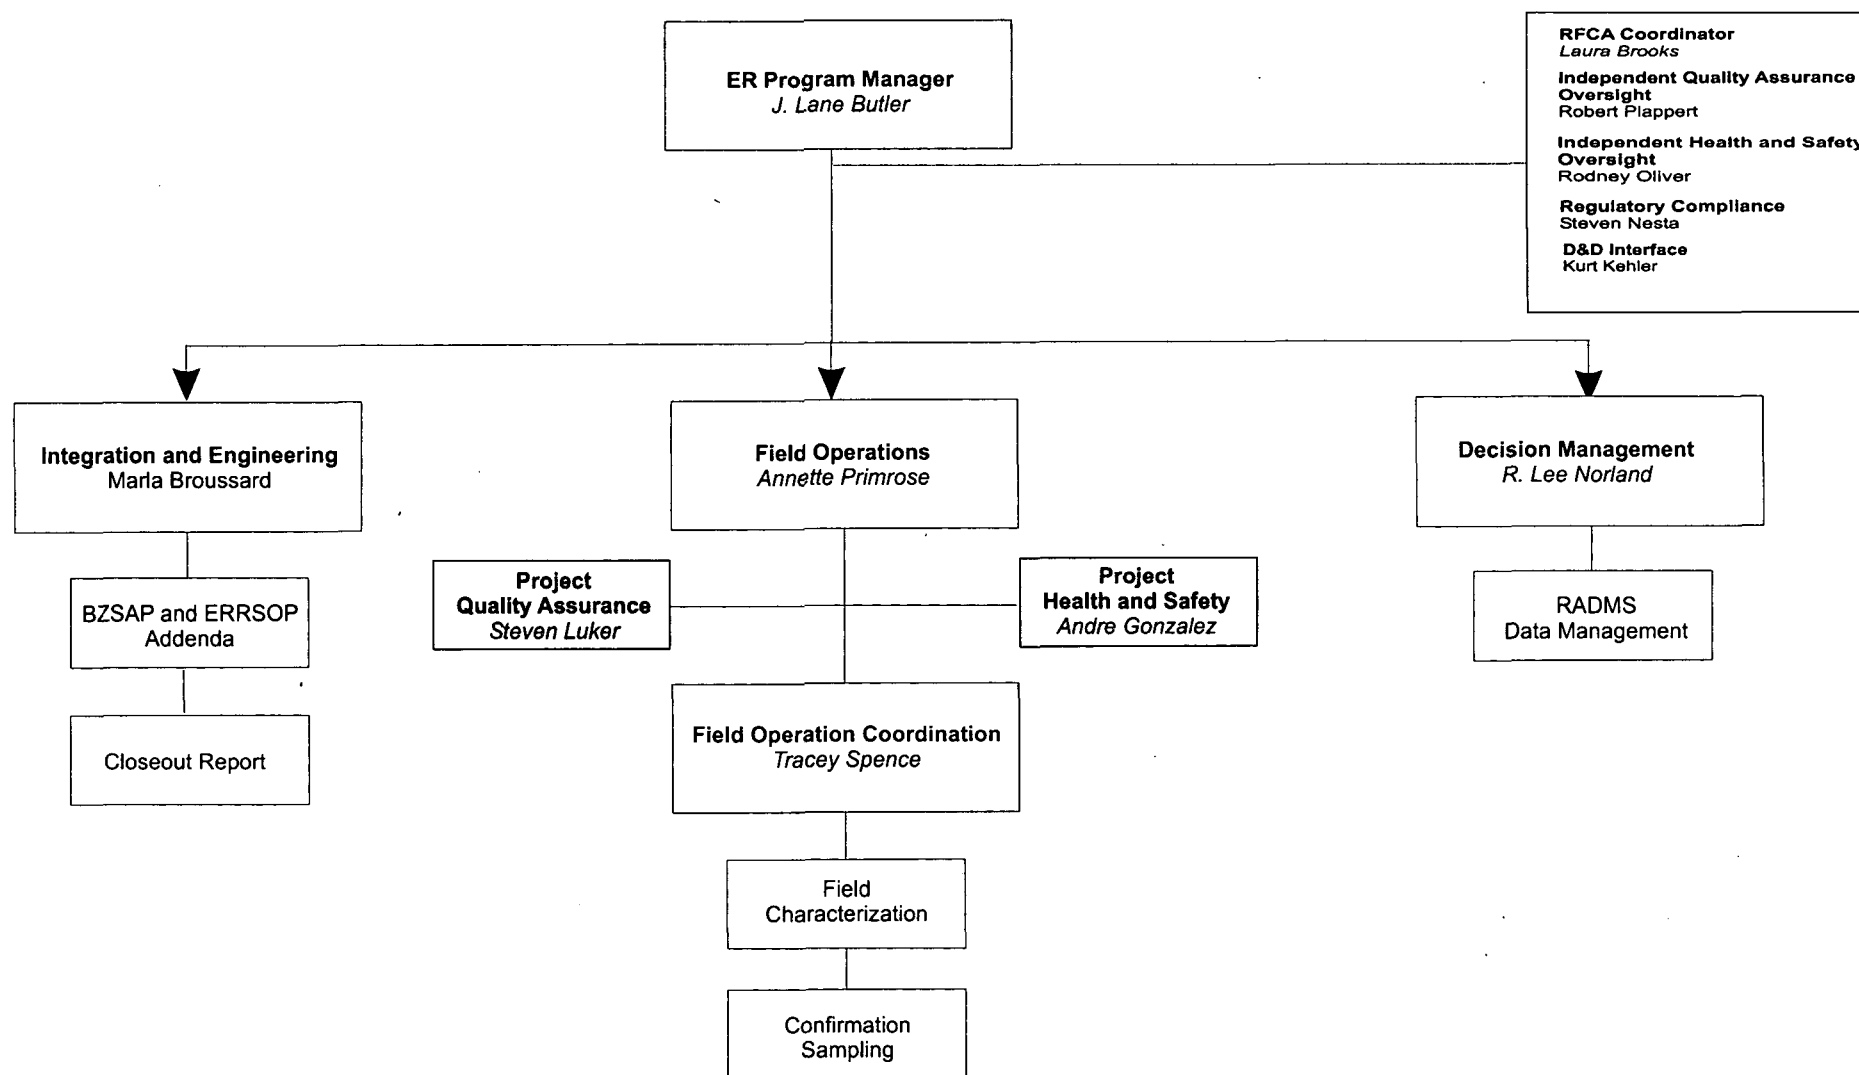 ER Program Manager
J. Lane Butler
RFCA Coordinator
Laura Brooks
Independent Quality Assurance
Oversight
Robert Plappert
Independent Health and Safety
Oversight
Rodney Oliver
Regulatory Compliance
Steven Nesta
D&D Interface
Kurt Kehler
Integration and Engineering
Marla Broussard
Field Operations
Annette Primrose
Decision Management
R. Lee Norland
BZSAP and ERRSOP
Addenda
Project
Quality Assurance
Steven Luker
Project
Health and Safety
Andre Gonzalez
RADMS
Data Management
Closeout Report
Field Operation Coordination
Tracey Spence
Field
Characterization
Confirmation
Sampling